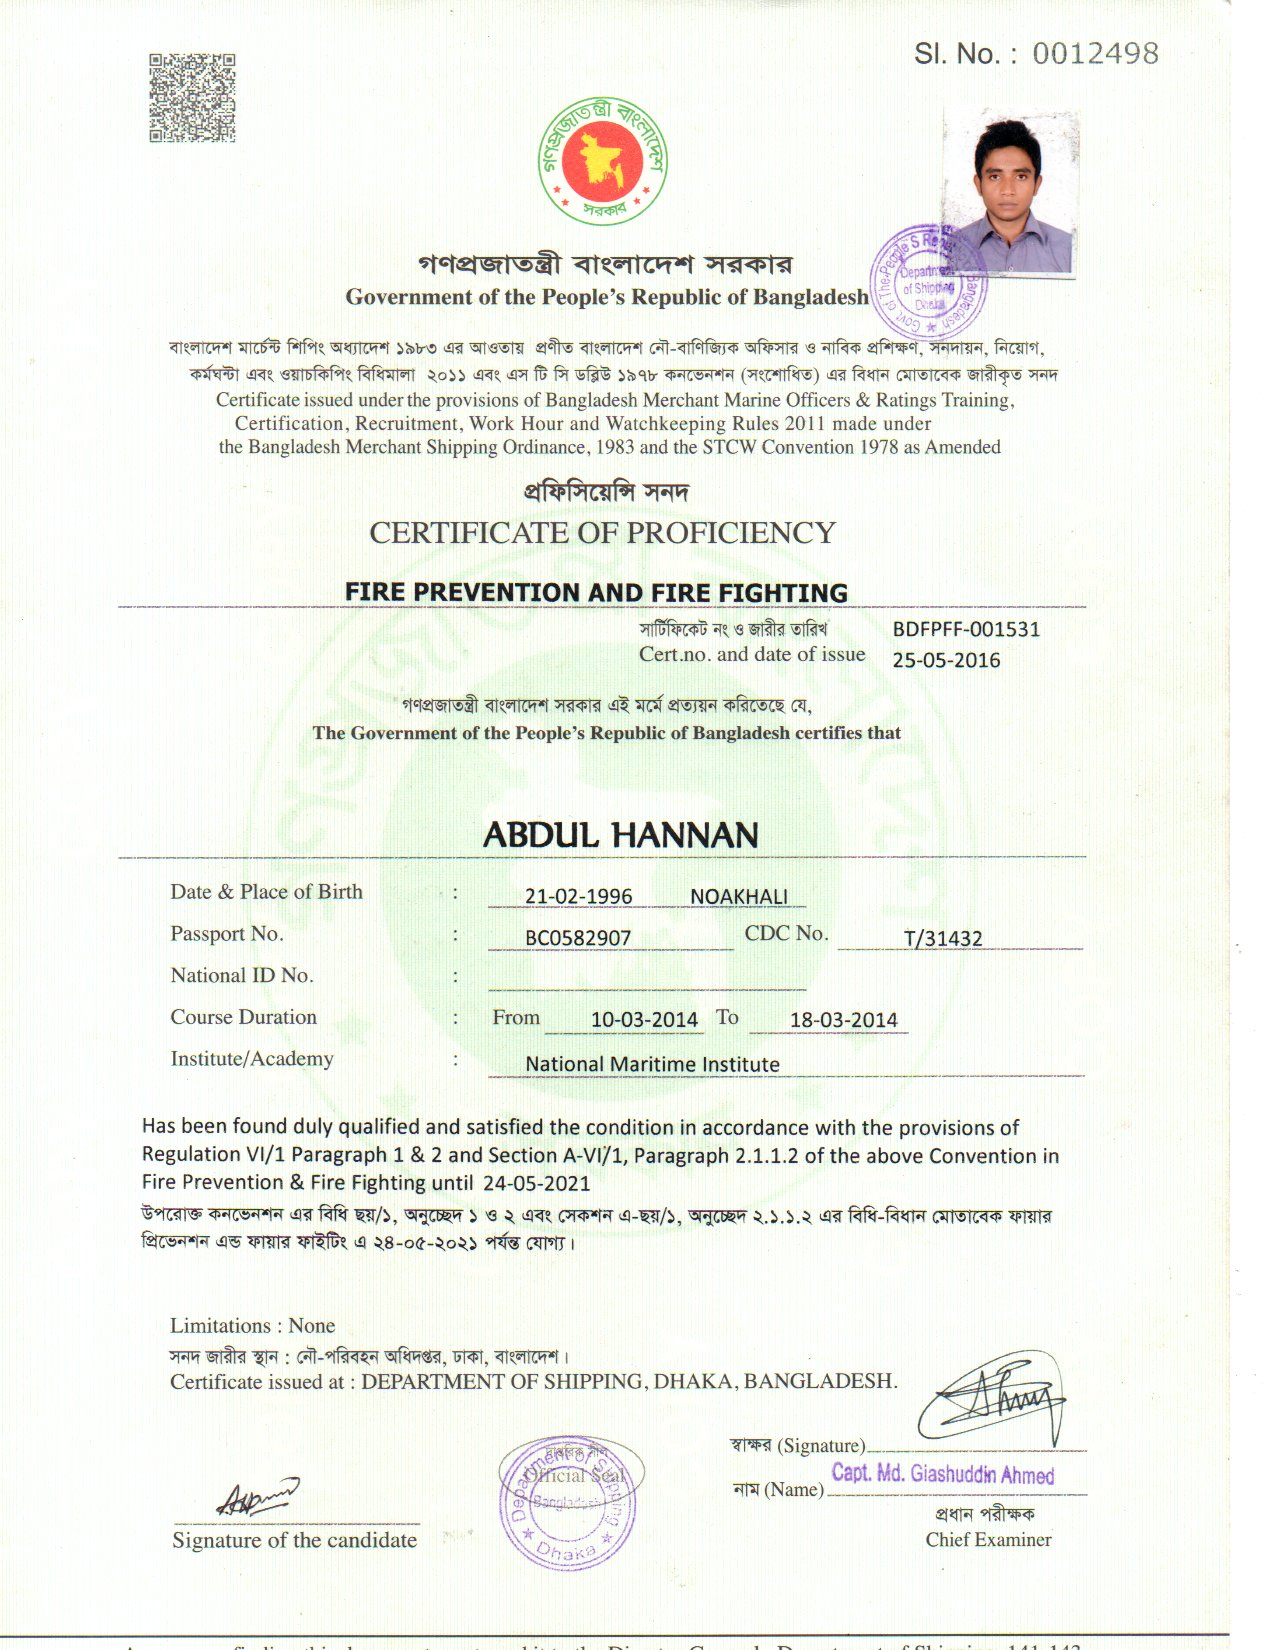 Sl. No. : 0012498
গণপ্রজাতন্ত্রী বাংলাদেশ
সরকার
গণপ্রজাতন্ত্রী বাংলাদেশ সরকার
Government of the People's Republic of Bangladesh
Govt of The People'S Repu Bangladesh
Department
of Shipping
Dhaka
বাংলাদেশ মার্চেন্ট শিপিং অধ্যাদেশ ১৯৮৩ এর আওতায় প্রণীত বাংলাদেশ নৌ-বাণিজ্যিক অফিসার ও নাবিক প্রশিক্ষণ, সনদায়ন, নিয়োগ,
কর্মঘন্টা এবং ওয়াচকিপিং বিধিমালা ২০১১ এবং এস টি সি ডব্লিউ ১৯৭৮ কনভেনশন (সংশোধিত) এর বিধান মোতাবেক জারীকৃত সনদ
Certificate issued under the provisions of Bangladesh Merchant Marine Officers & Ratings Training,
Certification, Recruitment, Work Hour and Watchkeeping Rules 2011 made under
the Bangladesh Merchant Shipping Ordinance, 1983 and the STCW Convention 1978 as Amended
প্রফিসিয়েন্সি সনদ
CERTIFICATE OF PROFICIENCY
FIRE PREVENTION AND FIRE FIGHTING
সার্টিফিকেট নং ও জারীর তারিখ BDFPFF-001531
Cert.no. and date of issue 25-05-2016
গণপ্রজাতন্ত্রী বাংলাদেশ সরকার এই মর্মে প্রত্যয়ন করিতেছে যে,
The Government of the People's Republic of Bangladesh certifies that
ABDUL HANNAN
Date & Place of Birth : 21-02-1996 NOAKHALI
Passport No. : BC0582907 CDC No. T/31432
National ID No. :
Course Duration : From 10-03-2014 To 18-03-2014
Institute/Academy : National Maritime Institute
Has been found duly qualified and satisfied the condition in accordance with the provisions of
Regulation VI/1 Paragraph 1 & 2 and Section A-VI/1, Paragraph 2.1.1.2 of the above Convention in
Fire Prevention & Fire Fighting until 24-05-2021
উপরোক্ত কনভেনশন এর বিধি ছয়/১, অনুচ্ছেদ ১ ও ২ এবং সেকশন এ-ছয়/১, অনুচ্ছেদ ২.১.১.২ এর বিধি-বিধান মোতাবেক ফায়ার
প্রিভেনশন এন্ড ফায়ার ফাইটিং এ ২৪-০৫-২০২১ পর্যন্ত যোগ্য।
Limitations : None
সনদ জারীর স্থান : নৌ-পরিবহন অধিদপ্তর, ঢাকা, বাংলাদেশ।
Certificate issued at : DEPARTMENT OF SHIPPING, DHAKA, BANGLADESH.
স্বাক্ষর (Signature)
Capt. Md. Giashuddin Ahmed
নাম (Name)
প্রধান পরীক্ষক
Chief Examiner
দাপ্তরিক সীল
Official Seal
Department of Shipping
Bangladesh
Dhaka
Signature of the candidate